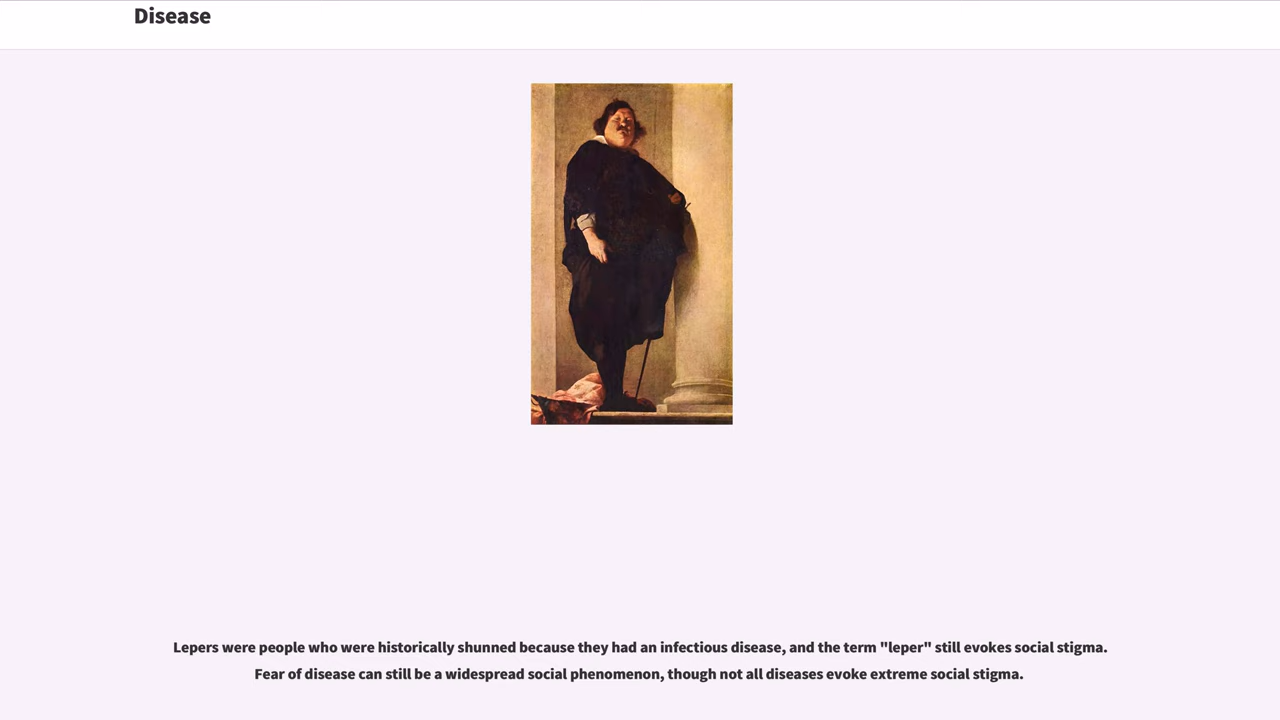 Disease
Lepers were people who were historically shunned because they had an infectious disease, and the term "leper" still evokes social stigma.
Fear of disease can still be a widespread social phenomenon, though not all diseases evoke extreme social stigma.